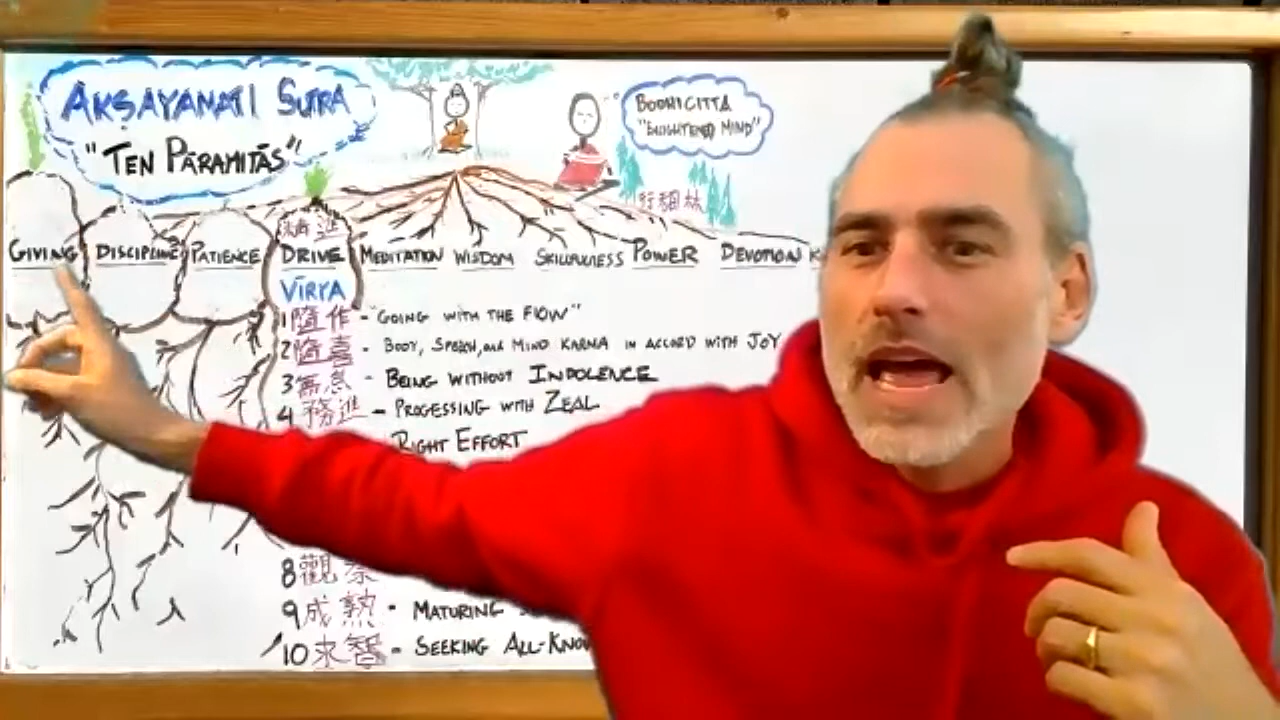 AKṢAYAMATI SUTRA
"TEN PĀRAMITĀS"
BODHICITTA
"ENLIGHTENED MIND"
行 林
精進
GIVING DISCIPLINE PATIENCE DRIVE MEDITATION WISDOM SKILLFULNESS POWER DEVOTION K
VĪRYA
1 隨作 - "GOING WITH THE FLOW"
2 隨喜 - BODY, SPEECH, AND MIND KARMA IN ACCORD WITH JOY
3 無怠 - BEING WITHOUT INDOLENCE
4 務進 - PROGESSING WITH ZEAL
RIGHT EFFORT
8 觀察
9 成熟 - MATURING
10 求智 - SEEKING ALL-KNOW